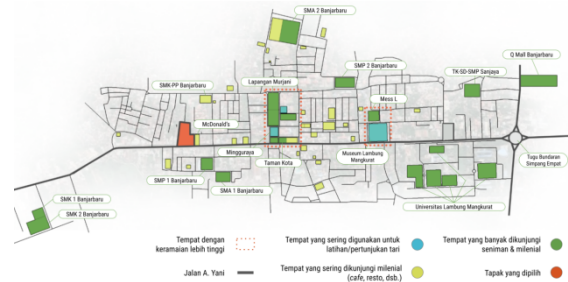 SMA 2 Banjarbaru
Q Mall Banjarbaru
Lapangan Murjani
SMP 2 Banjarbaru
TK-SD-SMP Sanjaya
SMK-PP Banjarbaru
Mess L
McDonald's
Minggu­raya
Taman Kota
Museum Lambung
Mangkurat
Tugu Bundaran
Simpang Empat
SMP 1 Banjarbaru
SMA 1 Banjarbaru
SMK 1 Banjarbaru
SMK 2 Banjarbaru
Universitas Lambung Mangkurat
Tempat dengan
keramaian lebih tinggi
Tempat yang sering digunakan untuk
latihan/pertunjukan tari
Tempat yang banyak dikunjungi
seniman & milenial
Jalan A. Yani
Tempat yang sering dikunjungi milenial
(cafe, resto, dsb.)
Tapak yang dipilih